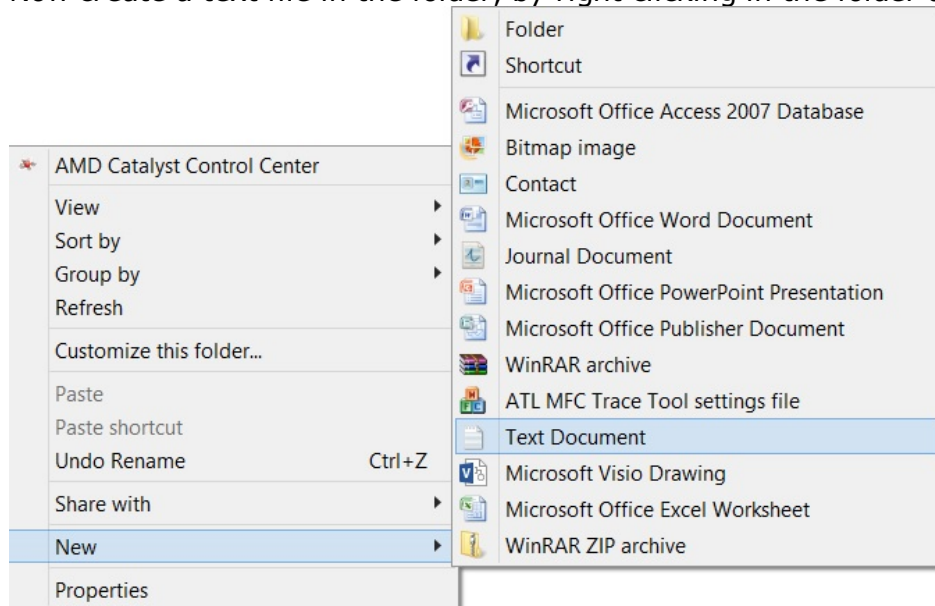 Now create a text file in the folder, by right clicking in the folder
AMD Catalyst Control Center
View
Sort by
Group by
Refresh
Customize this folder...
Paste
Paste shortcut
Undo Rename Ctrl+Z
Share with
New
Properties
Folder
Shortcut
Microsoft Office Access 2007 Database
Bitmap image
Contact
Microsoft Office Word Document
Journal Document
Microsoft Office PowerPoint Presentation
Microsoft Office Publisher Document
WinRAR archive
ATL MFC Trace Tool settings file
Text Document
Microsoft Visio Drawing
Microsoft Office Excel Worksheet
WinRAR ZIP archive